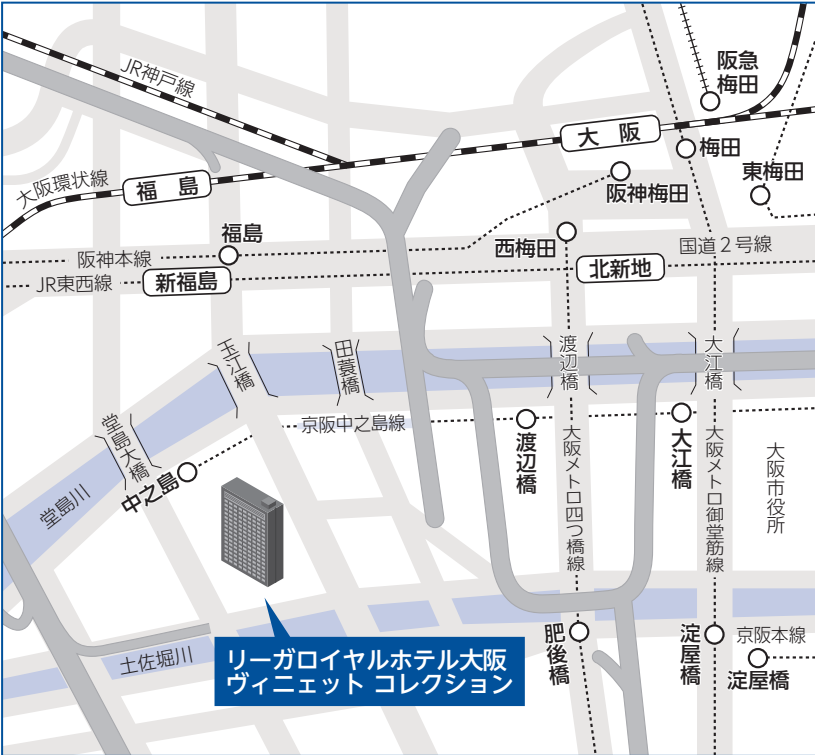 JR神戸線
阪急
梅田
大阪
梅田
東梅田
大阪環状線
福島
阪神梅田
福島
西梅田
国道2号線
阪神本線
JR東西線
新福島
北新地
玉江橋
田蓑橋
渡辺橋
大江橋
堂島大橋
京阪中之島線
渡辺橋
大阪メトロ四つ橋線
大江橋
大阪メトロ御堂筋線
大阪市役所
中之島
堂島川
土佐堀川
リーガロイヤルホテル大阪
ヴィニェット コレクション
肥後橋
淀屋橋
京阪本線
淀屋橋